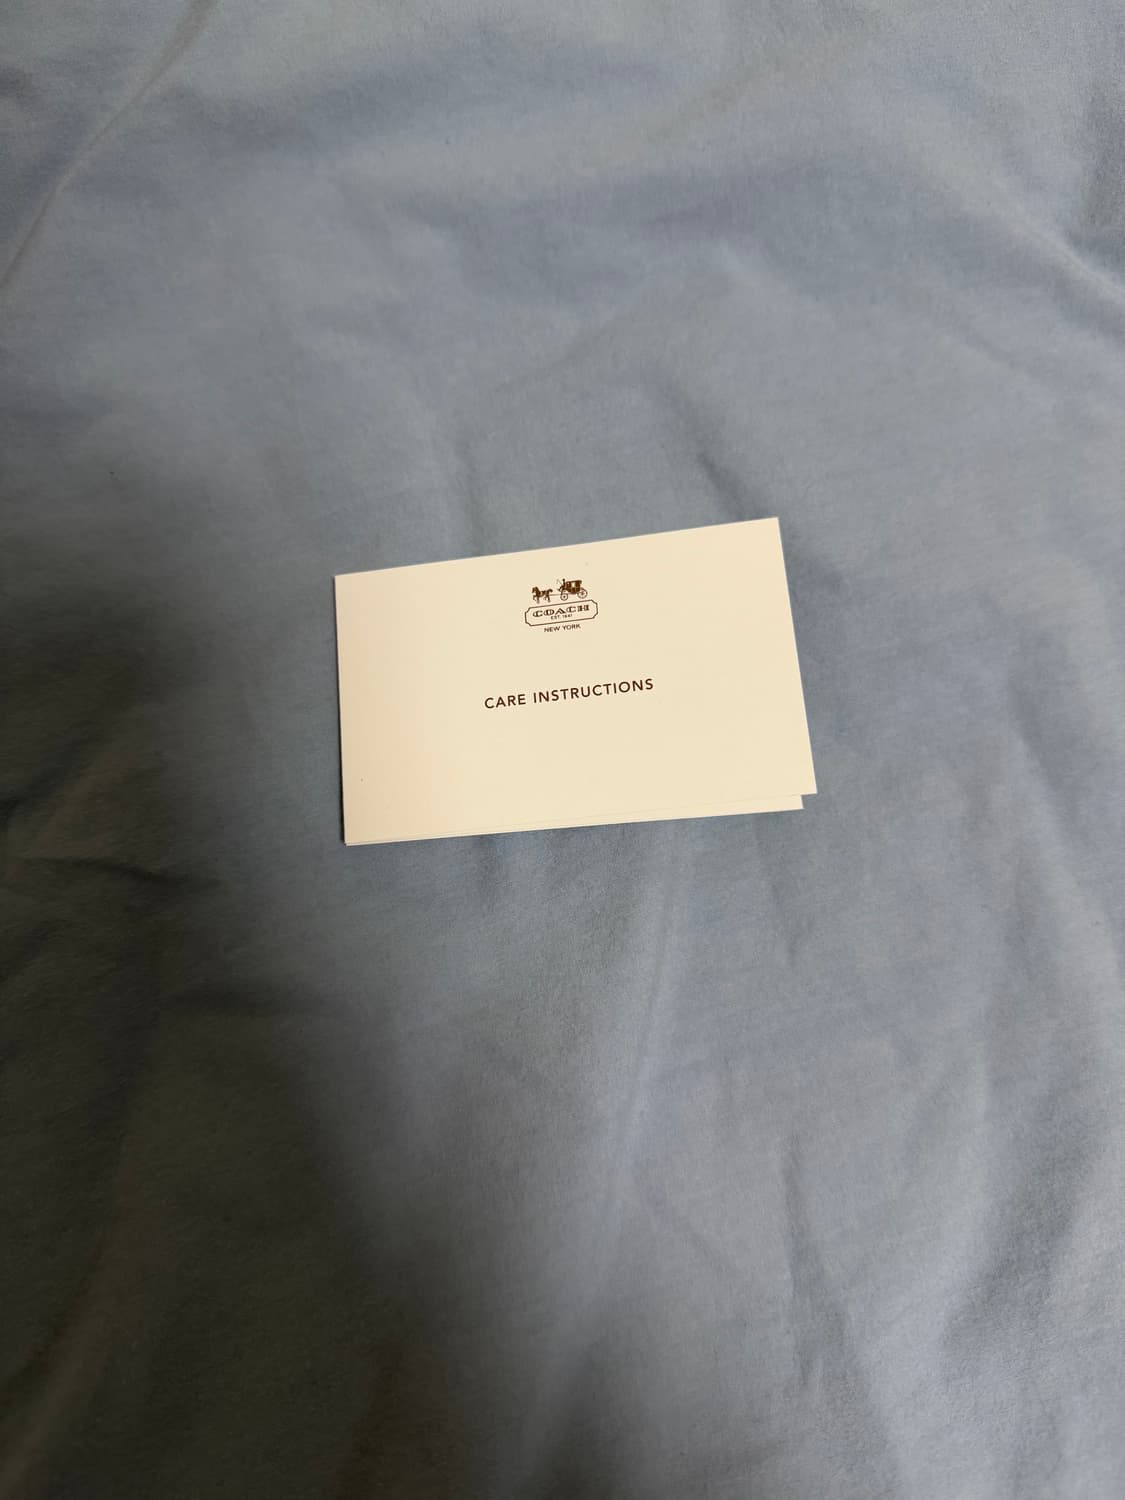 COACH
EST. 1941
NEW YORK
CARE INSTRUCTIONS